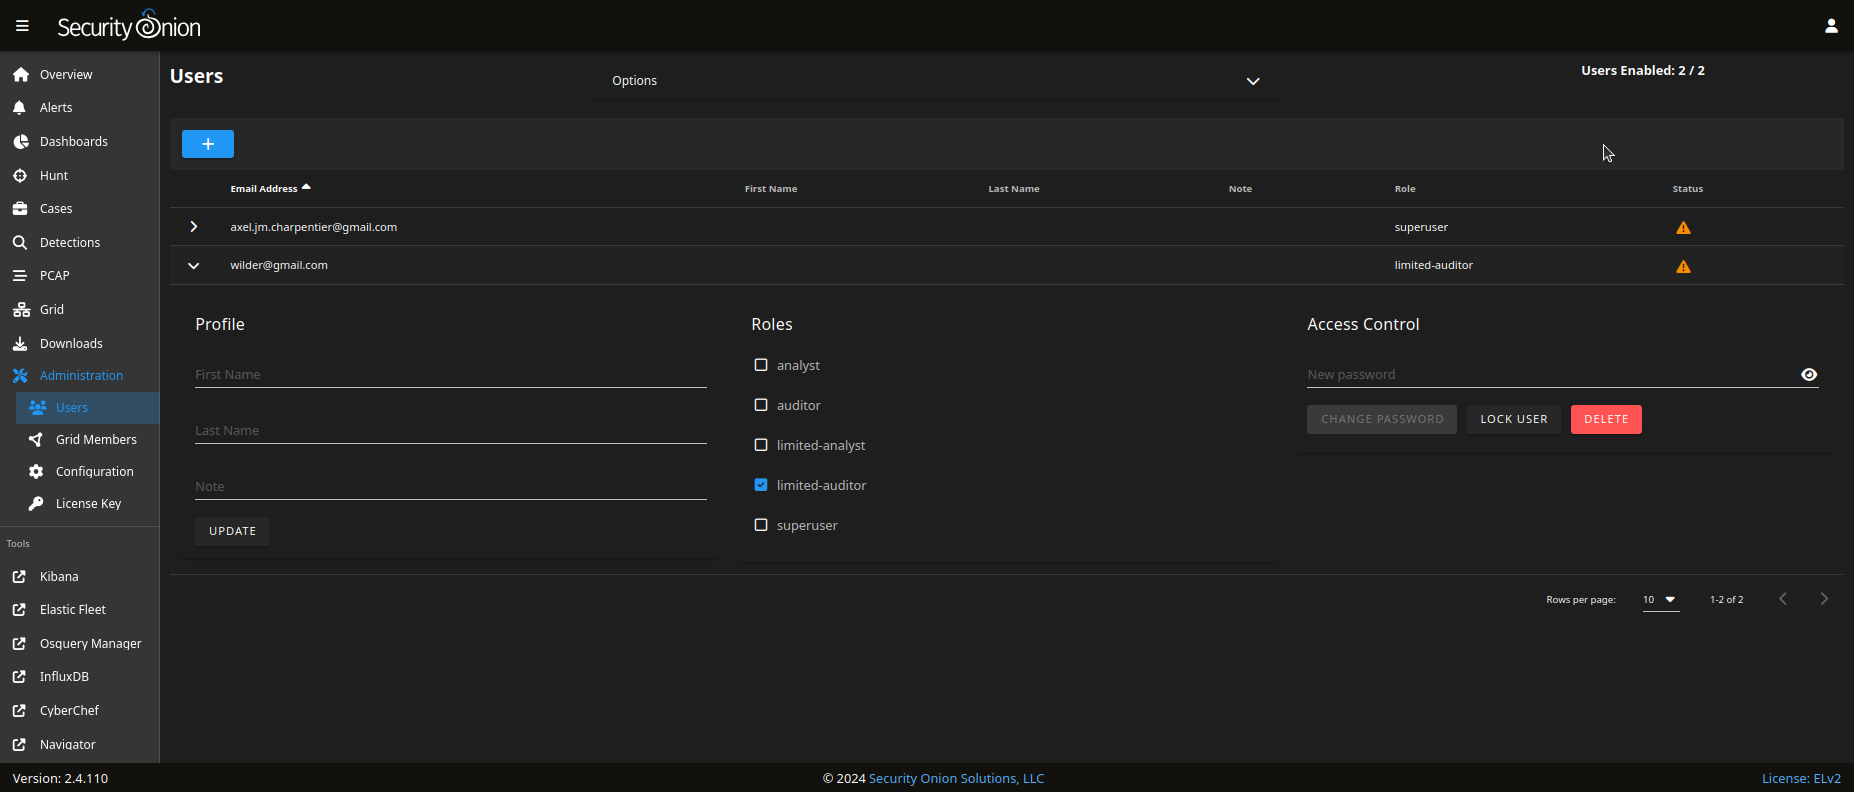 Security Onion
Overview
Alerts
Dashboards
Hunt
Cases
Detections
PCAP
Grid
Downloads
Administration
Users
Grid Members
Configuration
License Key
Tools
Kibana
Elastic Fleet
Osquery Manager
InfluxDB
CyberChef
Navigator
Users
Options
Users Enabled: 2 / 2
+
Email Address First Name Last Name Note Role Status
axel.jm.charpentier@gmail.com superuser
wilder@gmail.com limited-auditor
Profile
First Name
Last Name
Note
UPDATE
Roles
analyst
auditor
limited-analyst
limited-auditor
superuser
Access Control
New password
CHANGE PASSWORD LOCK USER DELETE
Rows per page: 10 1-2 of 2
Version: 2.4.110 © 2024 Security Onion Solutions, LLC License: ELv2